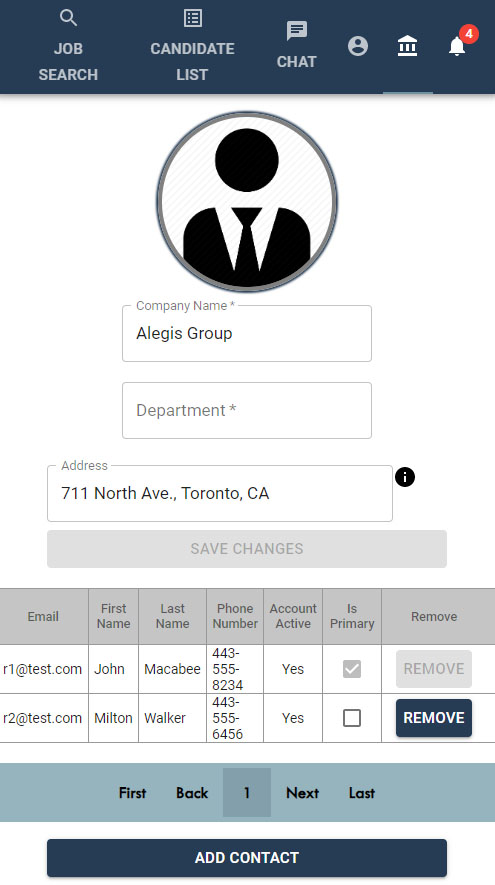 JOB
SEARCH
CANDIDATE
LIST
CHAT
4
Company Name *
Alegis Group
Department *
Address
711 North Ave., Toronto, CA
i
SAVE CHANGES
Email
First
Name
Last
Name
Phone
Number
Account
Active
Is
Primary
Remove
r1@test.com
John
Macabee
443-
555-
8234
Yes
REMOVE
r2@test.com
Milton
Walker
443-
555-
6456
Yes
REMOVE
First Back 1 Next Last
ADD CONTACT